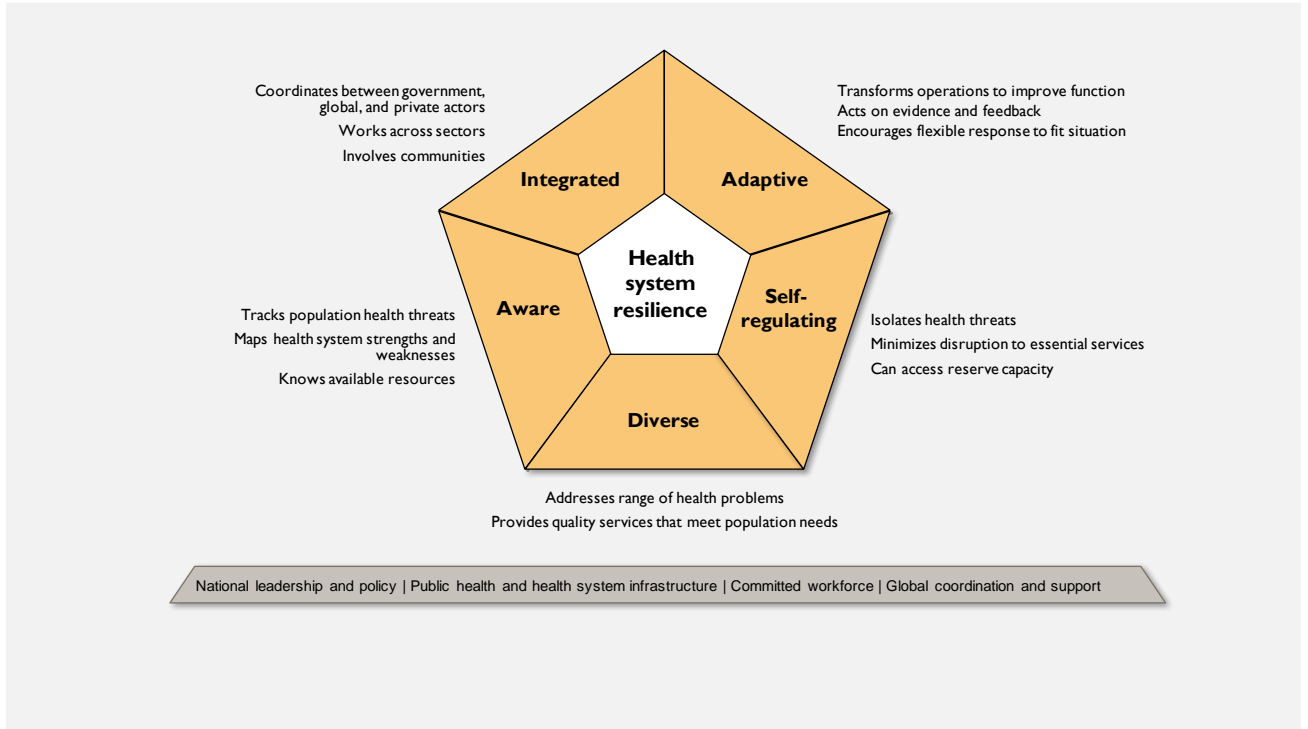 Coordinates between government,
global, and private actors
Works across sectors
Involves communities
Transforms operations to improve function
Acts on evidence and feedback
Encourages flexible response to fit situation
Integrated
Adaptive
Health
system
resilience
Aware
Self-
regulating
Tracks population health threats
Maps health system strengths and
weaknesses
Knows available resources
Isolates health threats
Minimizes disruption to essential services
Can access reserve capacity
Diverse
Addresses range of health problems
Provides quality services that meet population needs
National leadership and policy | Public health and health system infrastructure | Committed workforce | Global coordination and support